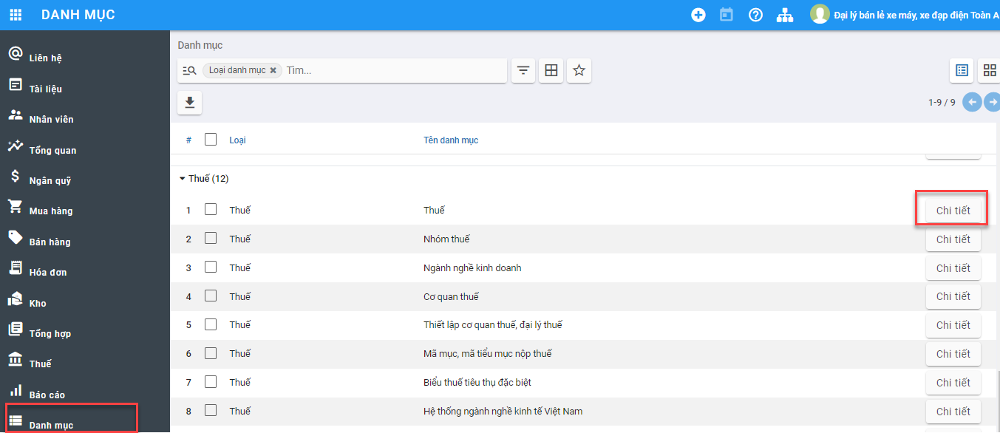 DANH MỤC
Đại lý bán lẻ xe máy, xe đạp điện Toàn A
Liên hệ
Tài liệu
Nhân viên
Tổng quan
Ngân quỹ
Mua hàng
Bán hàng
Hóa đơn
Kho
Tổng hợp
Thuế
Báo cáo
Danh mục
Danh mục
Loại danh mục Tìm...
1-9 / 9
# Loại Tên danh mục
Thuế (12)
1 Thuế Thuế Chi tiết
2 Thuế Nhóm thuế Chi tiết
3 Thuế Ngành nghề kinh doanh Chi tiết
4 Thuế Cơ quan thuế Chi tiết
5 Thuế Thiết lập cơ quan thuế, đại lý thuế Chi tiết
6 Thuế Mã mục, mã tiểu mục nộp thuế Chi tiết
7 Thuế Biểu thuế tiêu thụ đặc biệt Chi tiết
8 Thuế Hệ thống ngành nghề kinh tế Việt Nam Chi tiết